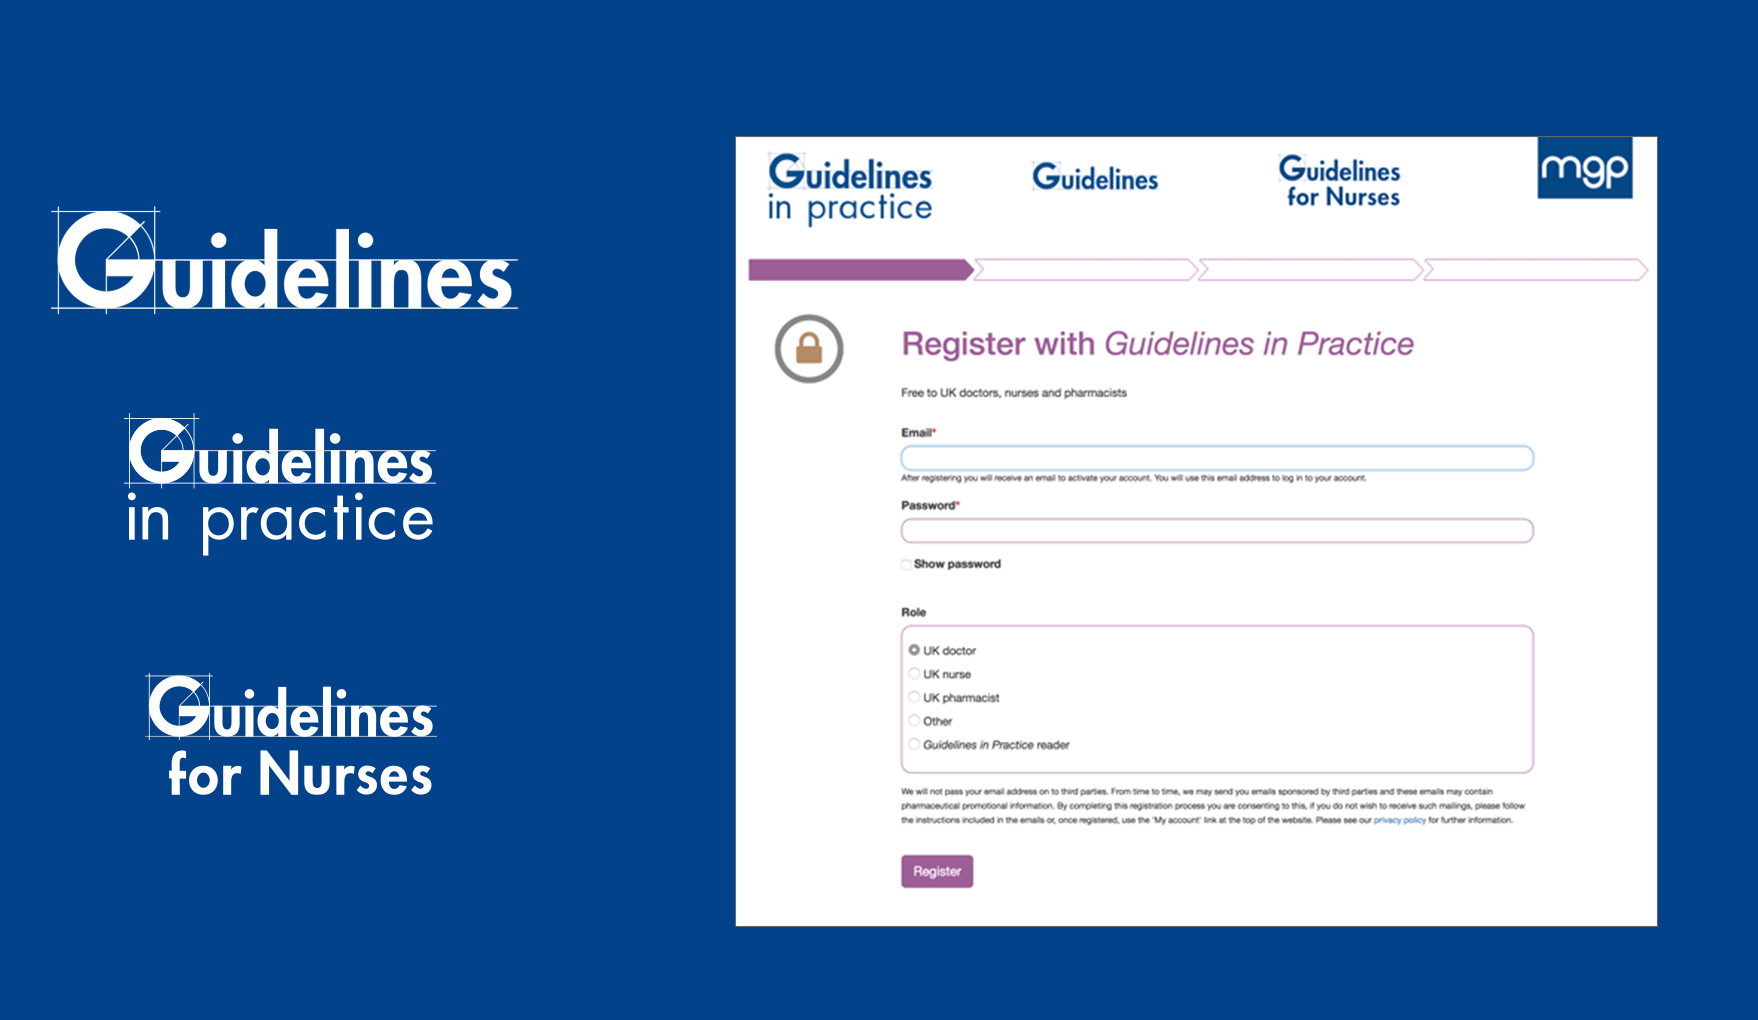 Guidelines
Guidelines
in practice
Guidelines
for Nurses
Guidelines
in practice
Guidelines
Guidelines
for Nurses
mgp
Register with Guidelines in Practice
Free to UK doctors, nurses and pharmacists
Email*
After registering you will receive an email to activate your account. You will use this email address to log in to your account.
Password*
Show password
Role
UK doctor
UK nurse
UK pharmacist
Other
Guidelines in Practice reader
We will not pass your email address on to third parties. From time to time, we may send you emails sponsored by third parties and these emails may contain
pharmaceutical promotional information. By completing this registration process you are consenting to this, if you do not wish to receive such mailings, please follow
the instructions included in the emails or, once registered, use the 'My account' link at the top of the website. Please see our privacy policy for further information.
Register